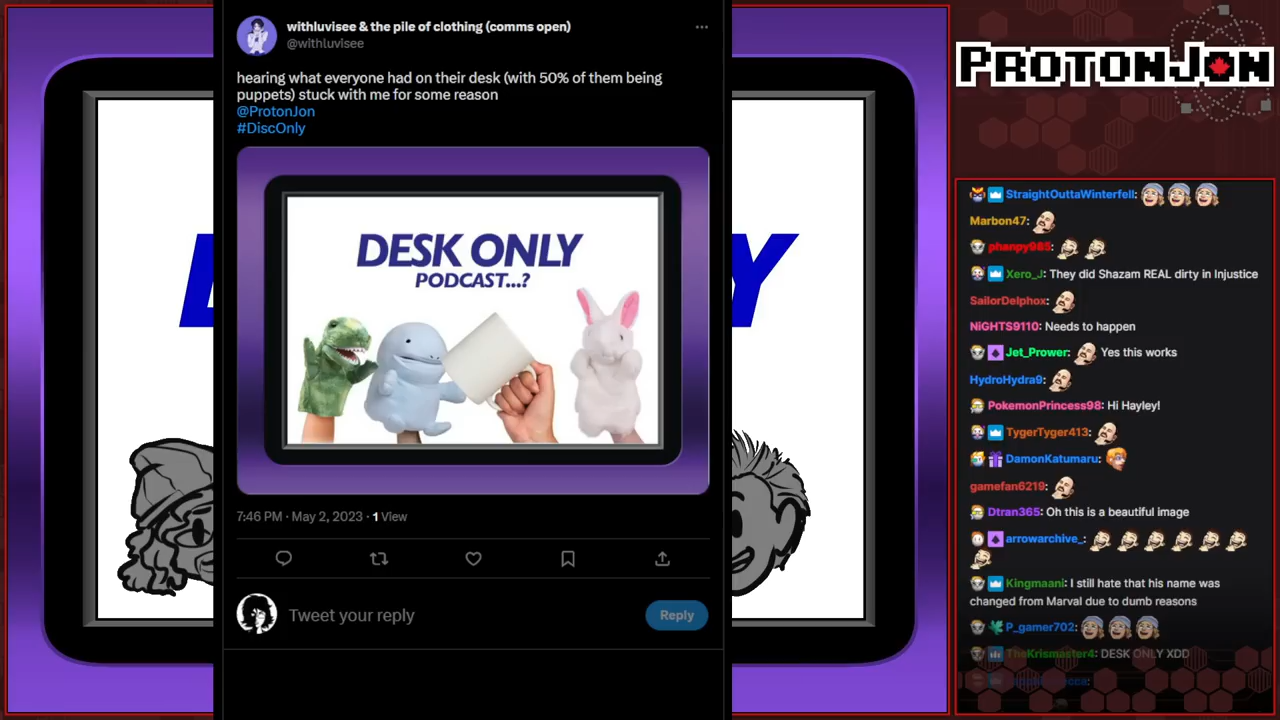 withluvisee & the pile of clothing (comms open)
@withluvisee
hearing what everyone had on their desk (with 50% of them being
puppets) stuck with me for some reason
@ProtonJon
#DiscOnly
DESK ONLY
PODCAST...?
7:46 PM · May 2, 2023 · 1 View
Tweet your reply
Reply
PROTONJON
StraightOuttaWinterfell:
Marbon47:
phanpy985:
Xero_J: They did Shazam REAL dirty in Injustice
SailorDelphox:
NiGHTS9110: Needs to happen
Jet_Prower: Yes this works
HydroHydra9:
PokemonPrincess98: Hi Hayley!
TygerTyger413:
DamonKatumaru:
gamefan6219:
Dtran365: Oh this is a beautiful image
arrowarchive_:
Kingmaani: I still hate that his name was
changed from Marval due to dumb reasons
P_gamer702:
TheKrismaster4: DESK ONLY XDD